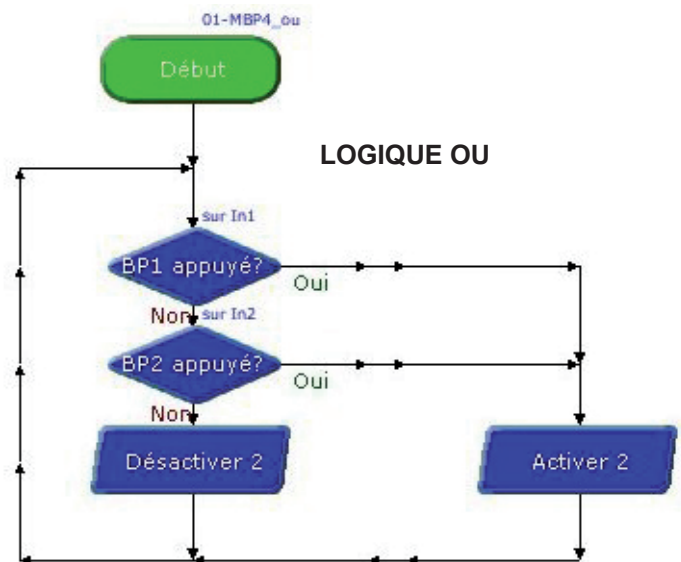 01-MBP4_ou
Début
LOGIQUE OU
sur In1
BP1 appuyé?
Oui
Non
sur In2
BP2 appuyé?
Oui
Non
Désactiver 2
Activer 2